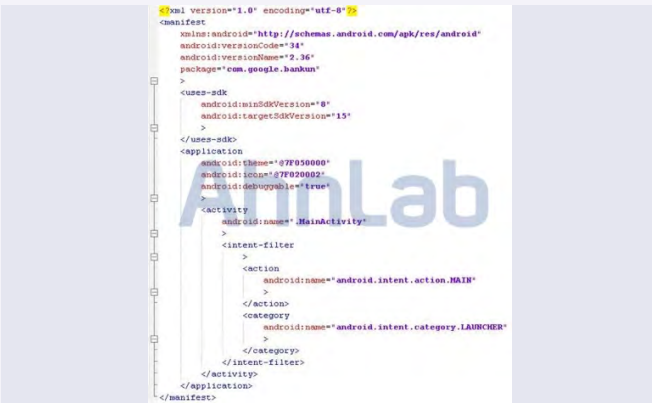 <?xml version="1.0" encoding="utf-8"?>
<manifest
xmlns:android="http://schemas.android.com/apk/res/android"
android:versionCode="34"
android:versionName="2.36"
package="com.google.bankun"
>
<uses-sdk
android:minSdkVersion="8"
android:targetSdkVersion="15"
>
</uses-sdk>
<application
android:theme="@7F050000"
android:icon="@7F020002"
android:debuggable="true"
>
<activity
android:name=".MainActivity"
>
<intent-filter
>
<action
android:name="android.intent.action.MAIN"
>
</action>
<category
android:name="android.intent.category.LAUNCHER"
>
</category>
</intent-filter>
</activity>
</application>
</manifest>
AhnLab